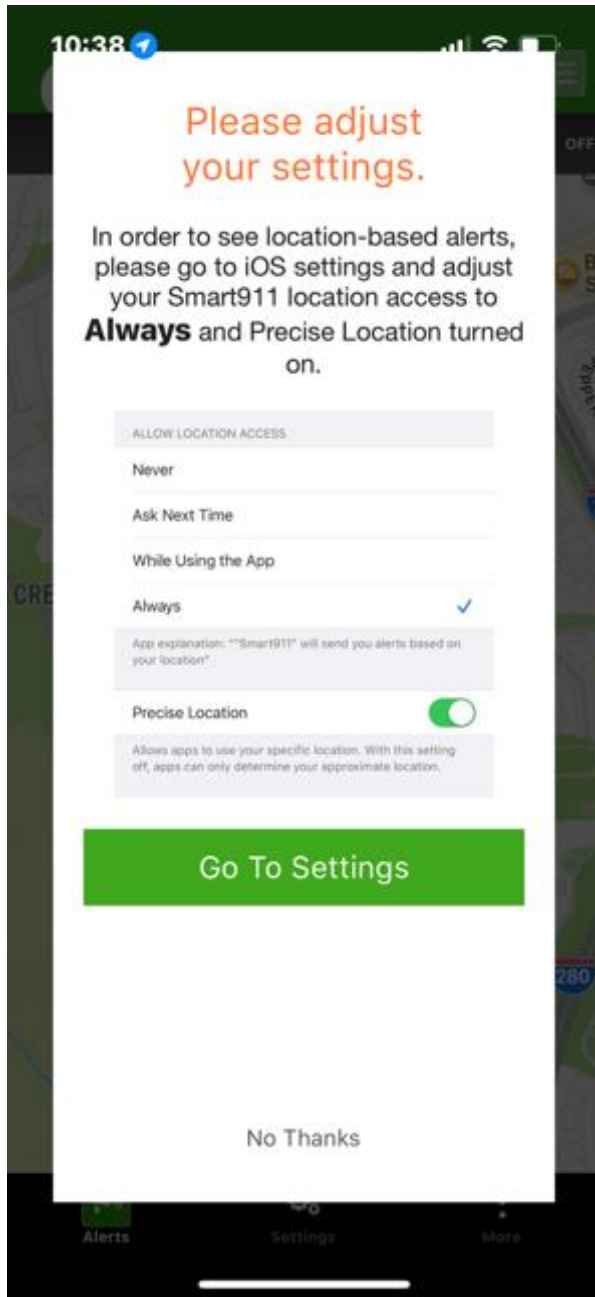 10:38
OFF
Please adjust
your settings.
In order to see location-based alerts,
please go to iOS settings and adjust
your Smart911 location access to
Always and Precise Location turned
on.
ALLOW LOCATION ACCESS
Never
Ask Next Time
While Using the App
Always
App explanation: ""Smart911" will send you alerts based on
your location"
Precise Location
Allows apps to use your specific location. With this setting
off, apps can only determine your approximate location.
CRE
Go To Settings
280
No Thanks
Alerts
Settings
More